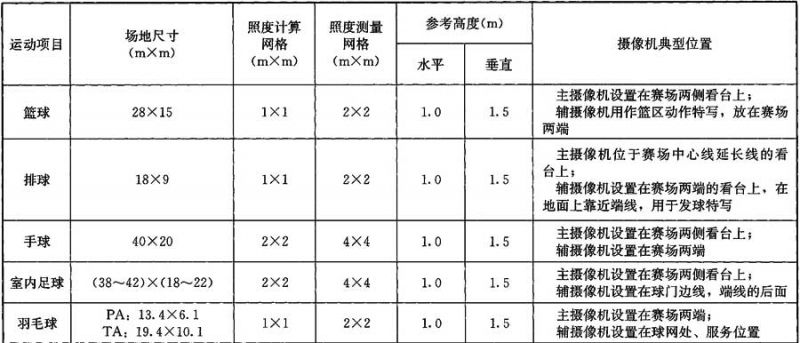 运动项目 场地尺寸 (m×m) 照度计算网格 (m×m) 照度测量网格 (m×m) 参考高度(m) 摄像机典型位置
水平 垂直
篮球 28×15 1×1 2×2 1.0 1.5 主摄像机设置在赛场两侧看台上；
辅摄像机用作篮区动作特写，放在赛场
两端
排球 18×9 1×1 2×2 1.0 1.5 主摄像机位于赛场中心线延长线的看
台上；
辅摄像机设置在赛场两端的看台上，在
地面上靠近端线，用于发球特写
手球 40×20 2×2 4×4 1.0 1.5 主摄像机设置在赛场两侧看台上；
辅摄像机设置在赛场两端
室内足球 (38～42)×(18～22) 2×2 4×4 1.0 1.5 主摄像机设置在赛场两侧看台上；
辅摄像机设置在球门边线，端线的后面
羽毛球 PA：13.4×6.1 1×1 2×2 1.0 1.5 主摄像机设置在赛场两端；
TA：19.4×10.1 辅摄像机设置在球网处、服务位置